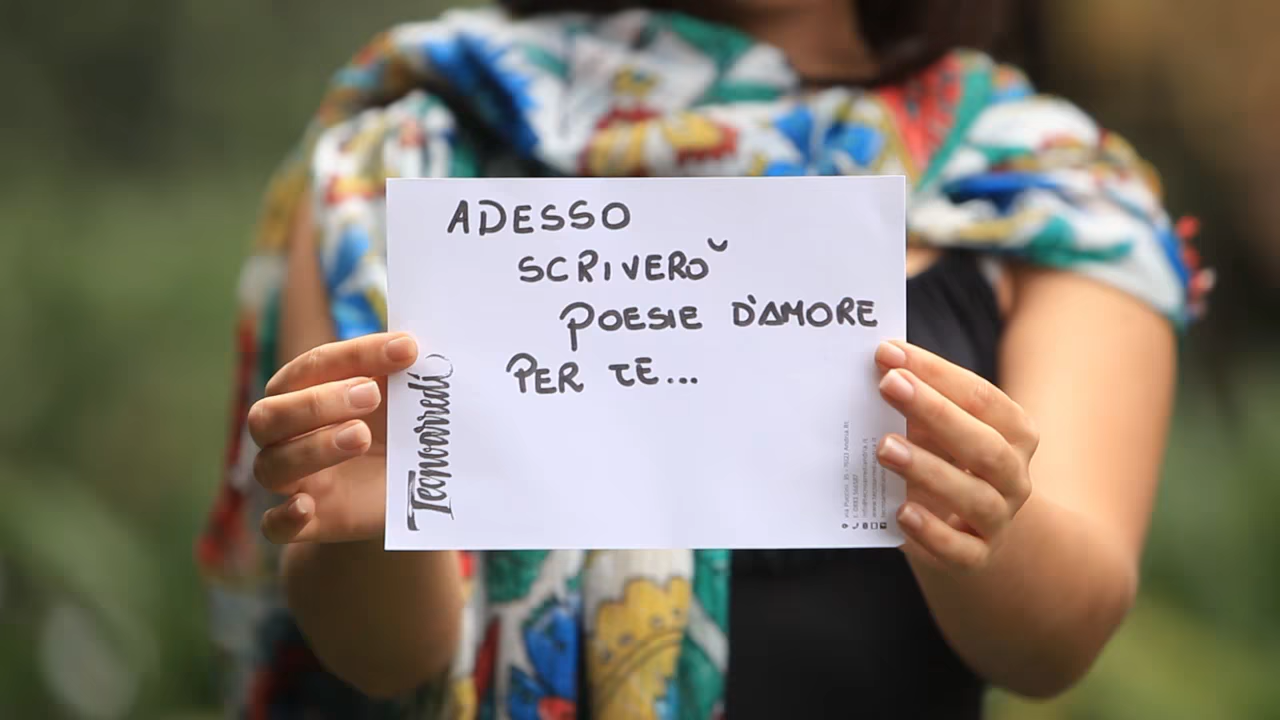 ADESSO
SCRIVERÒ
POESIE D'AMORE
PER TE...
Tecnoarredi